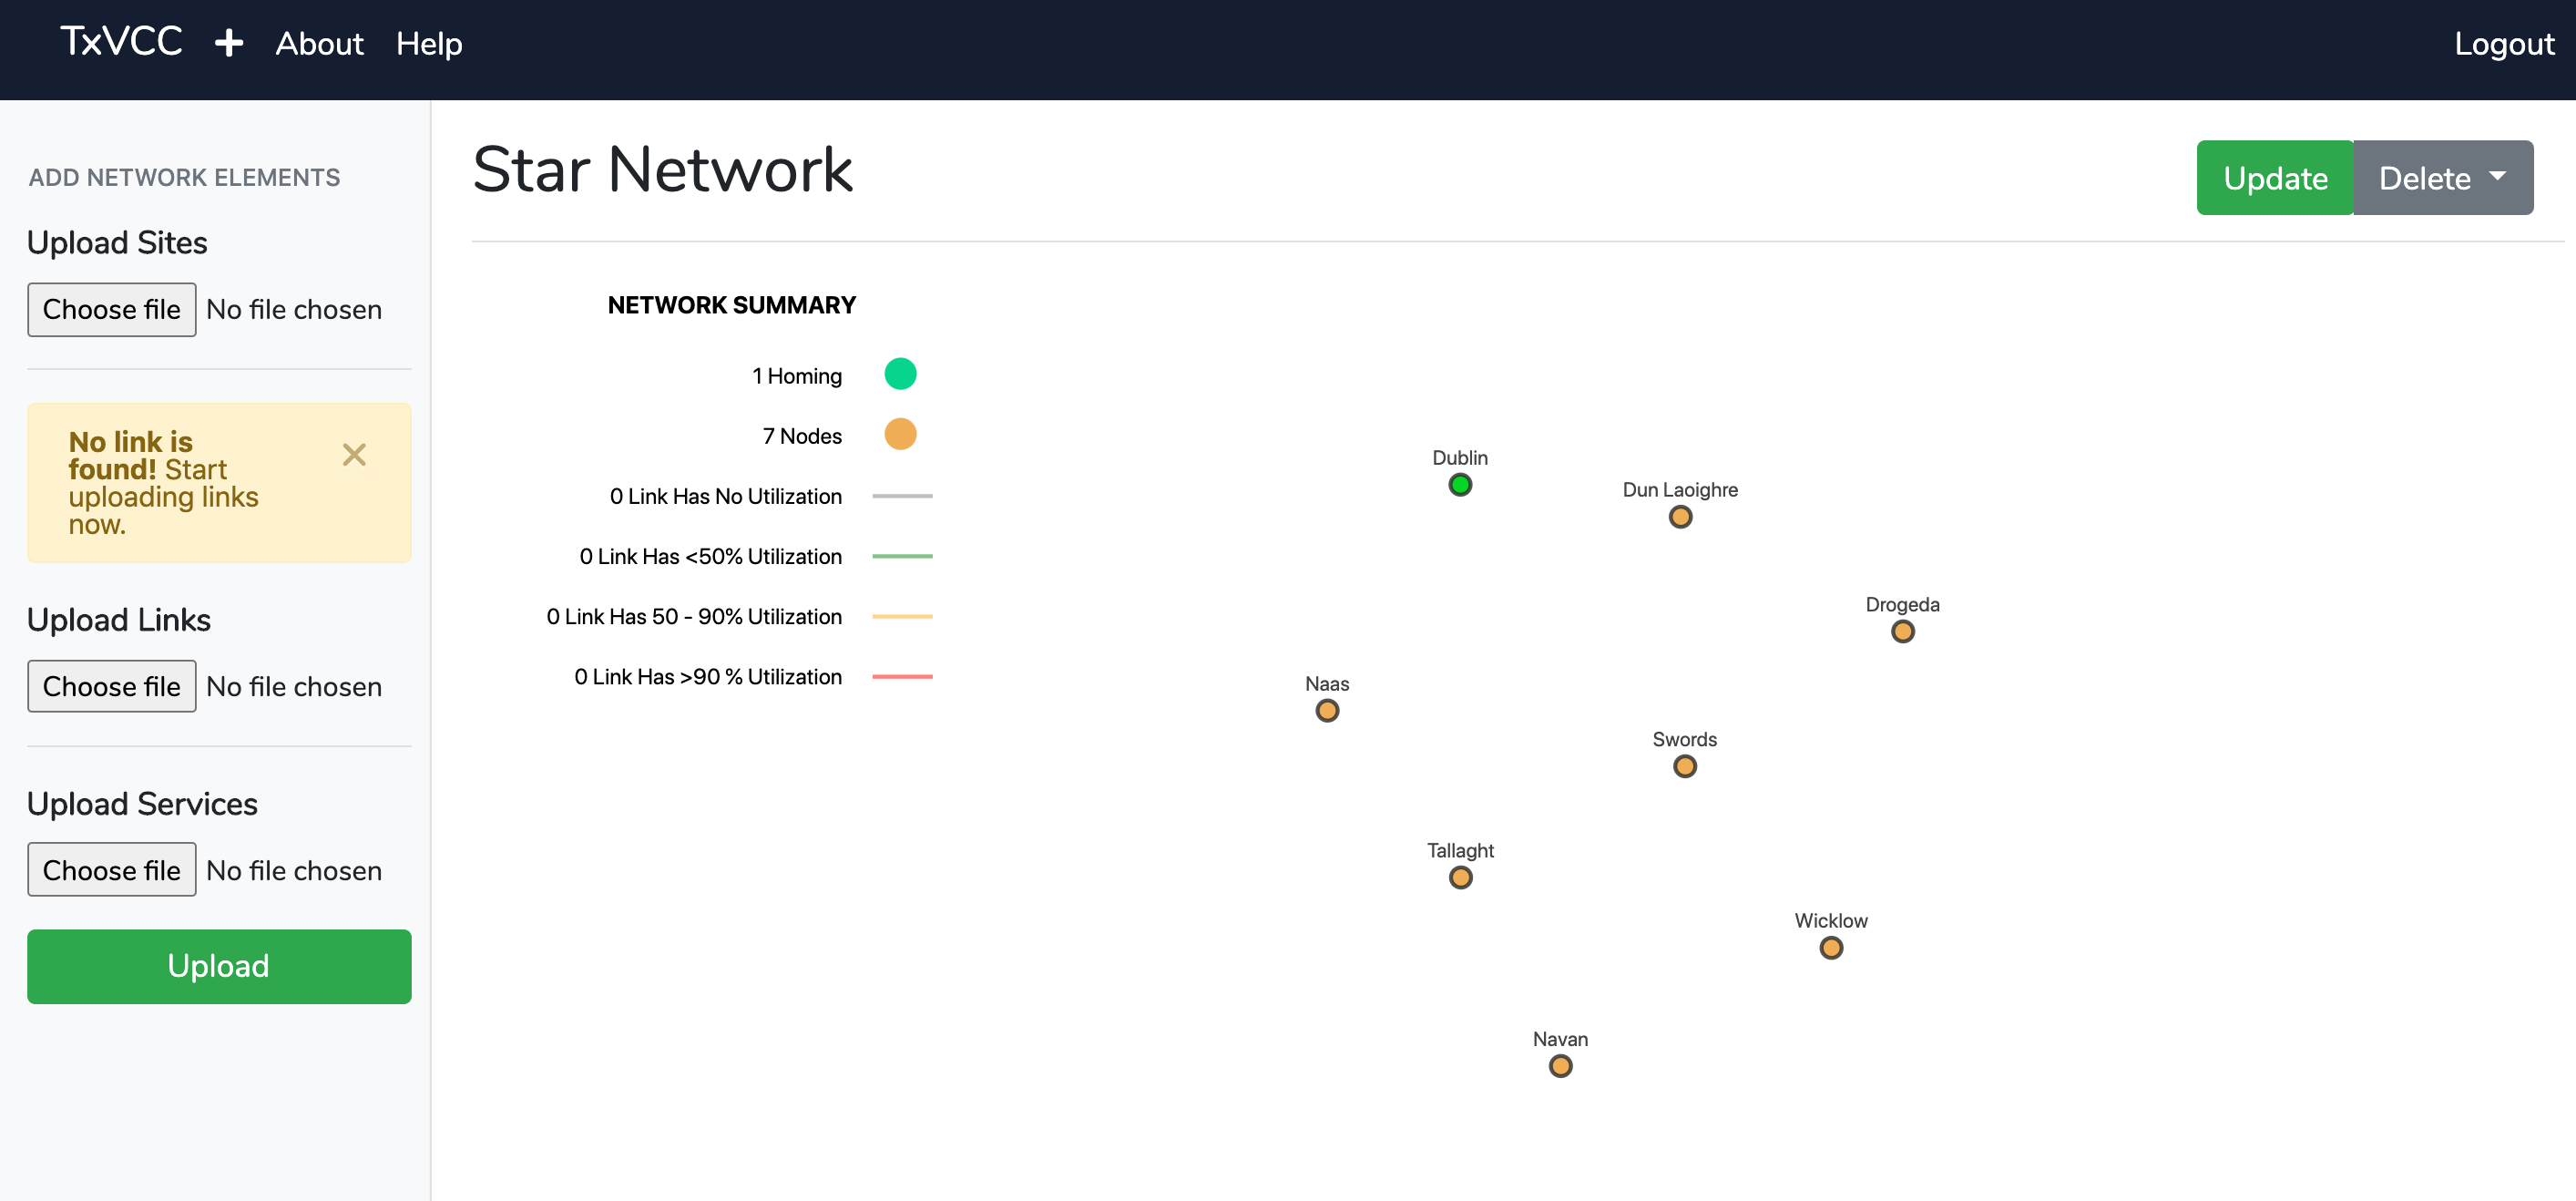 TxVCC + About Help Logout
ADD NETWORK ELEMENTS
Upload Sites
Choose file No file chosen
No link is
found! Start
uploading links
now.
Upload Links
Choose file No file chosen
Upload Services
Choose file No file chosen
Upload
Star Network
Update Delete
NETWORK SUMMARY
1 Homing
7 Nodes
0 Link Has No Utilization
0 Link Has <50% Utilization
0 Link Has 50 - 90% Utilization
0 Link Has >90 % Utilization
Dublin
Dun Laoighre
Drogeda
Naas
Swords
Tallaght
Wicklow
Navan